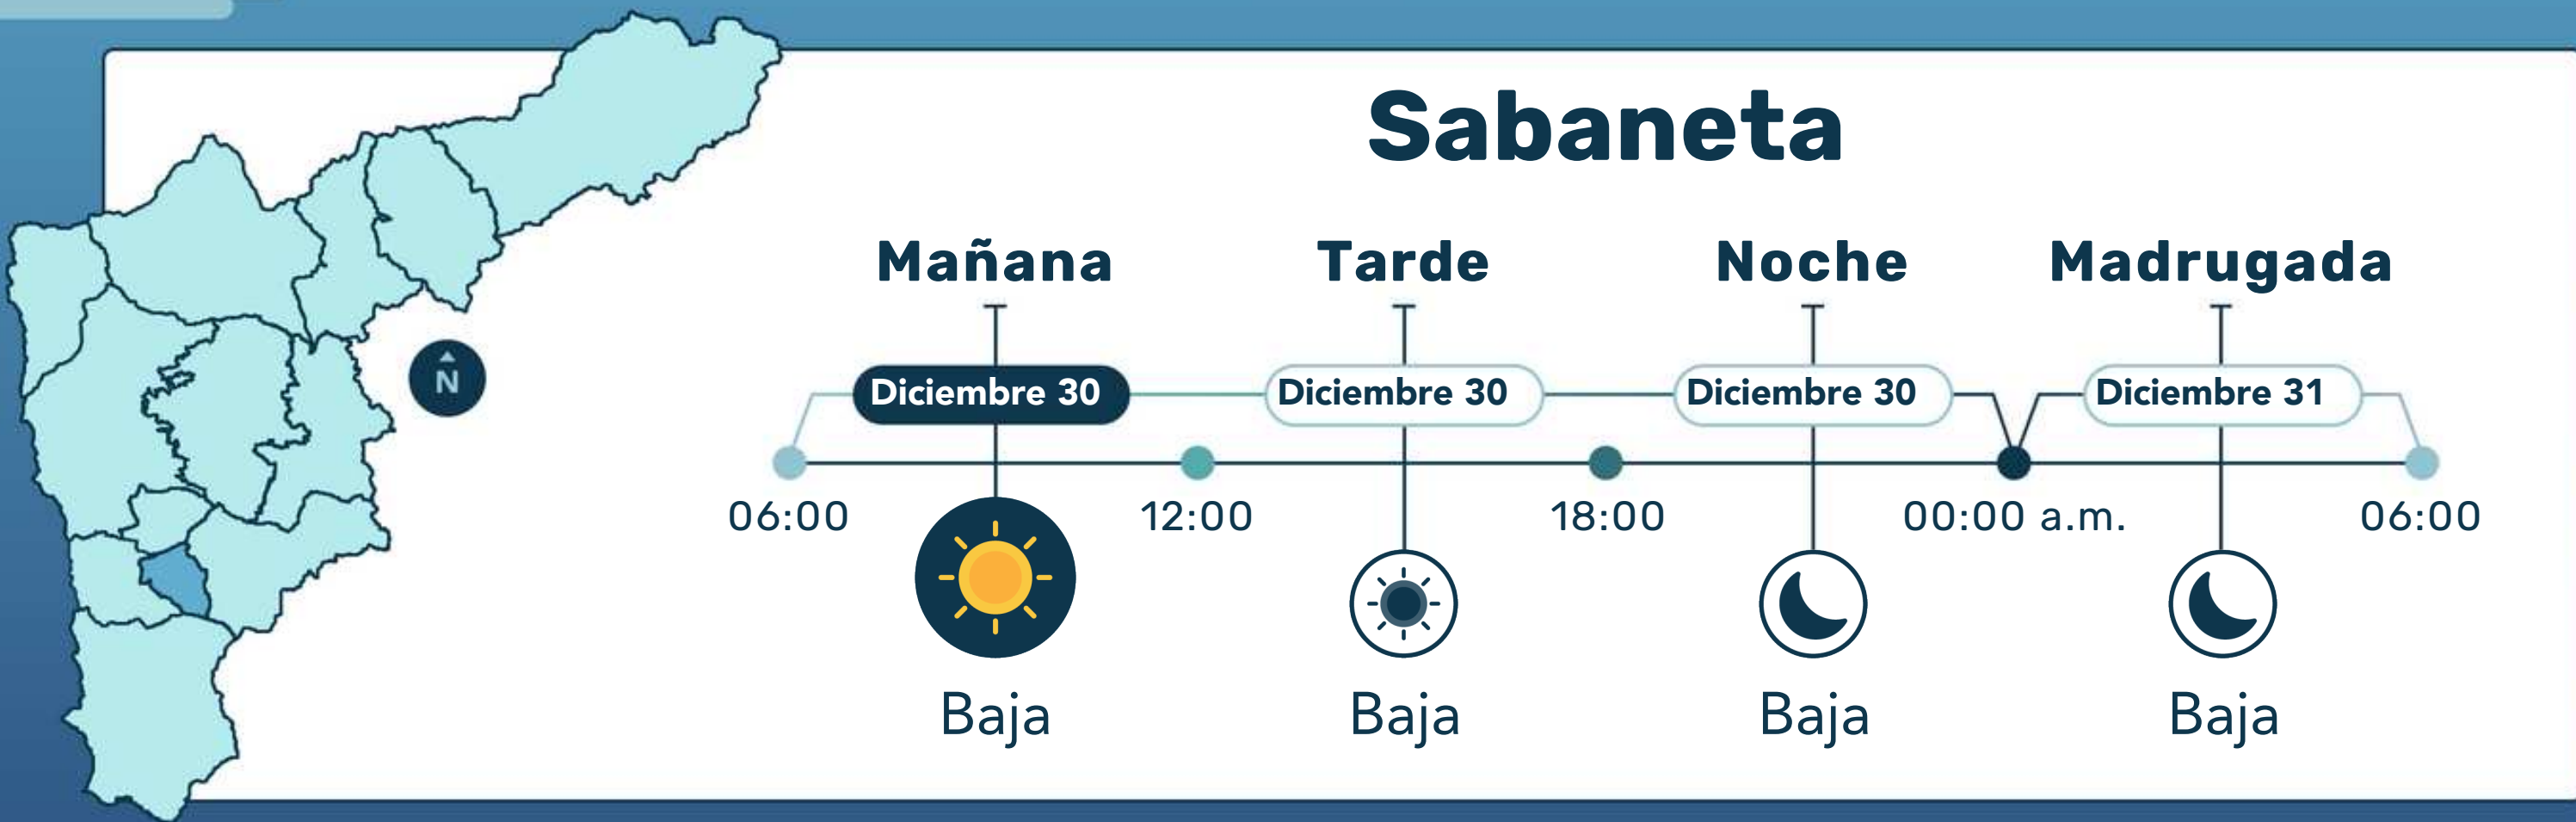 Sabaneta
Mañana Tarde Noche Madrugada
Diciembre 30 Diciembre 30 Diciembre 30 Diciembre 31
N
06:00 12:00 18:00 00:00 a.m. 06:00
Baja Baja Baja Baja